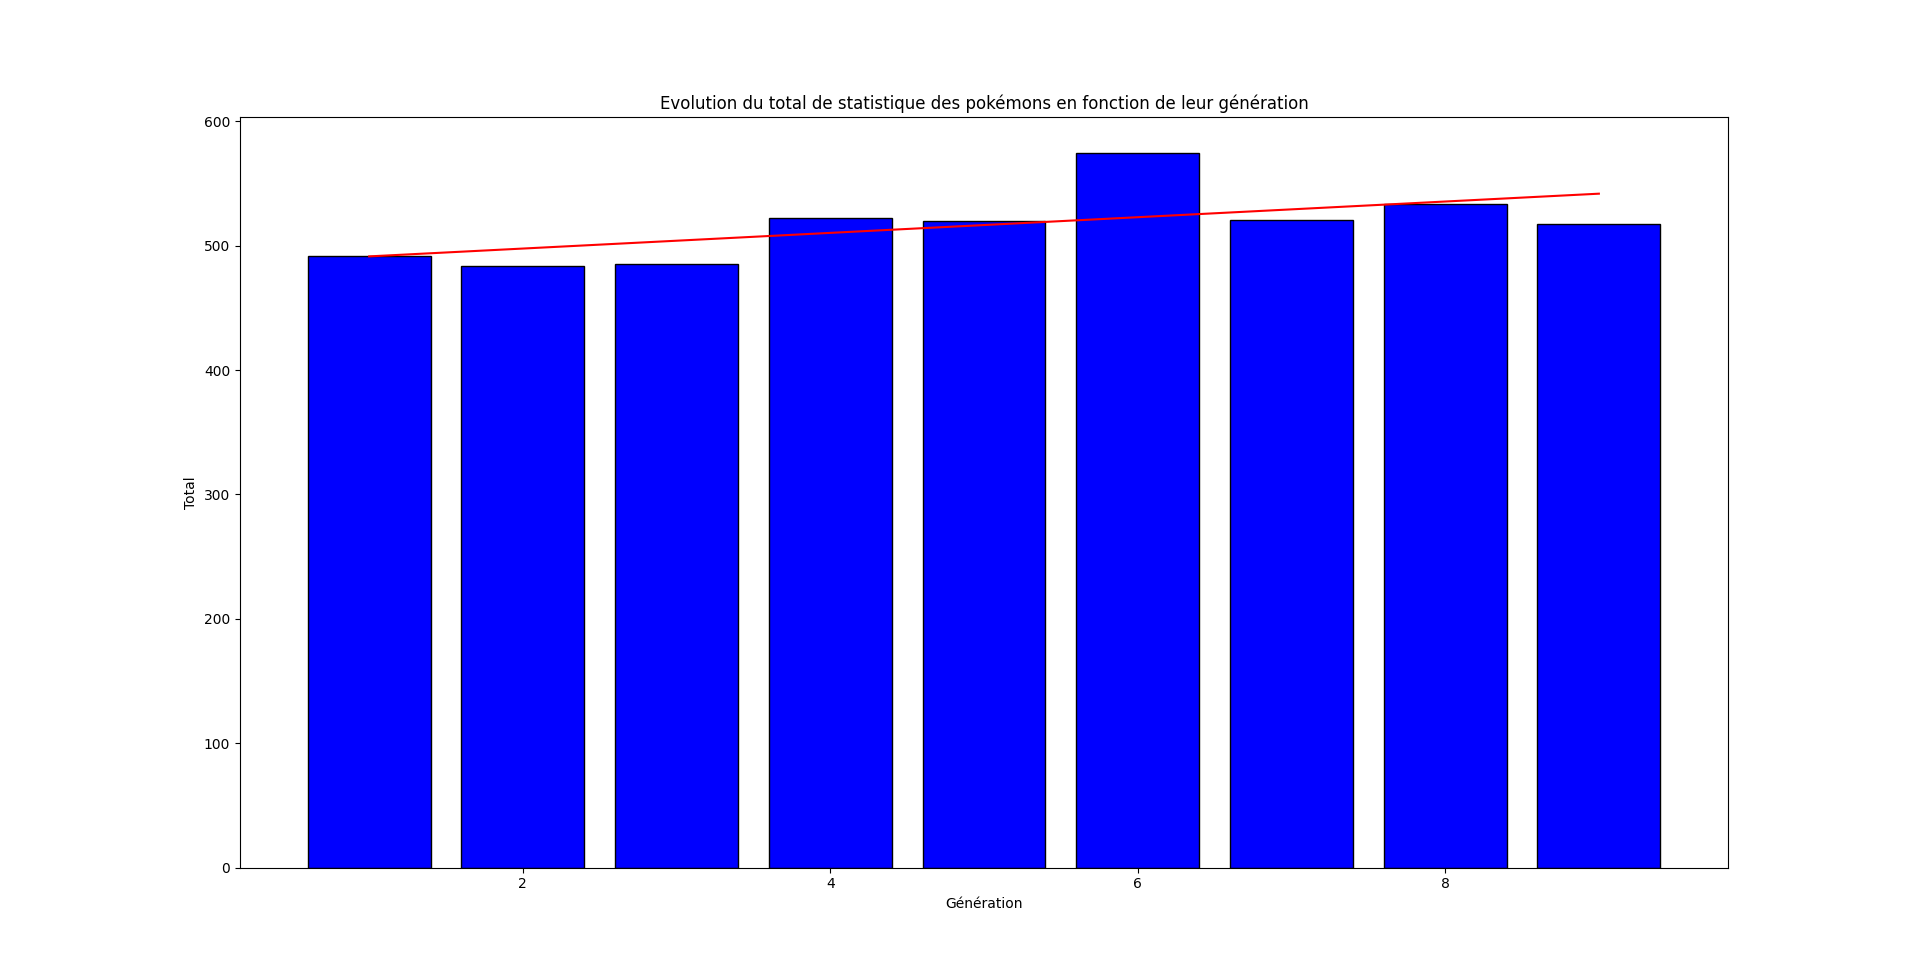 Evolution du total de statistique des pokémons en fonction de leur génération
600
500
400
300
200
100
0
Total
2 4 6 8
Génération